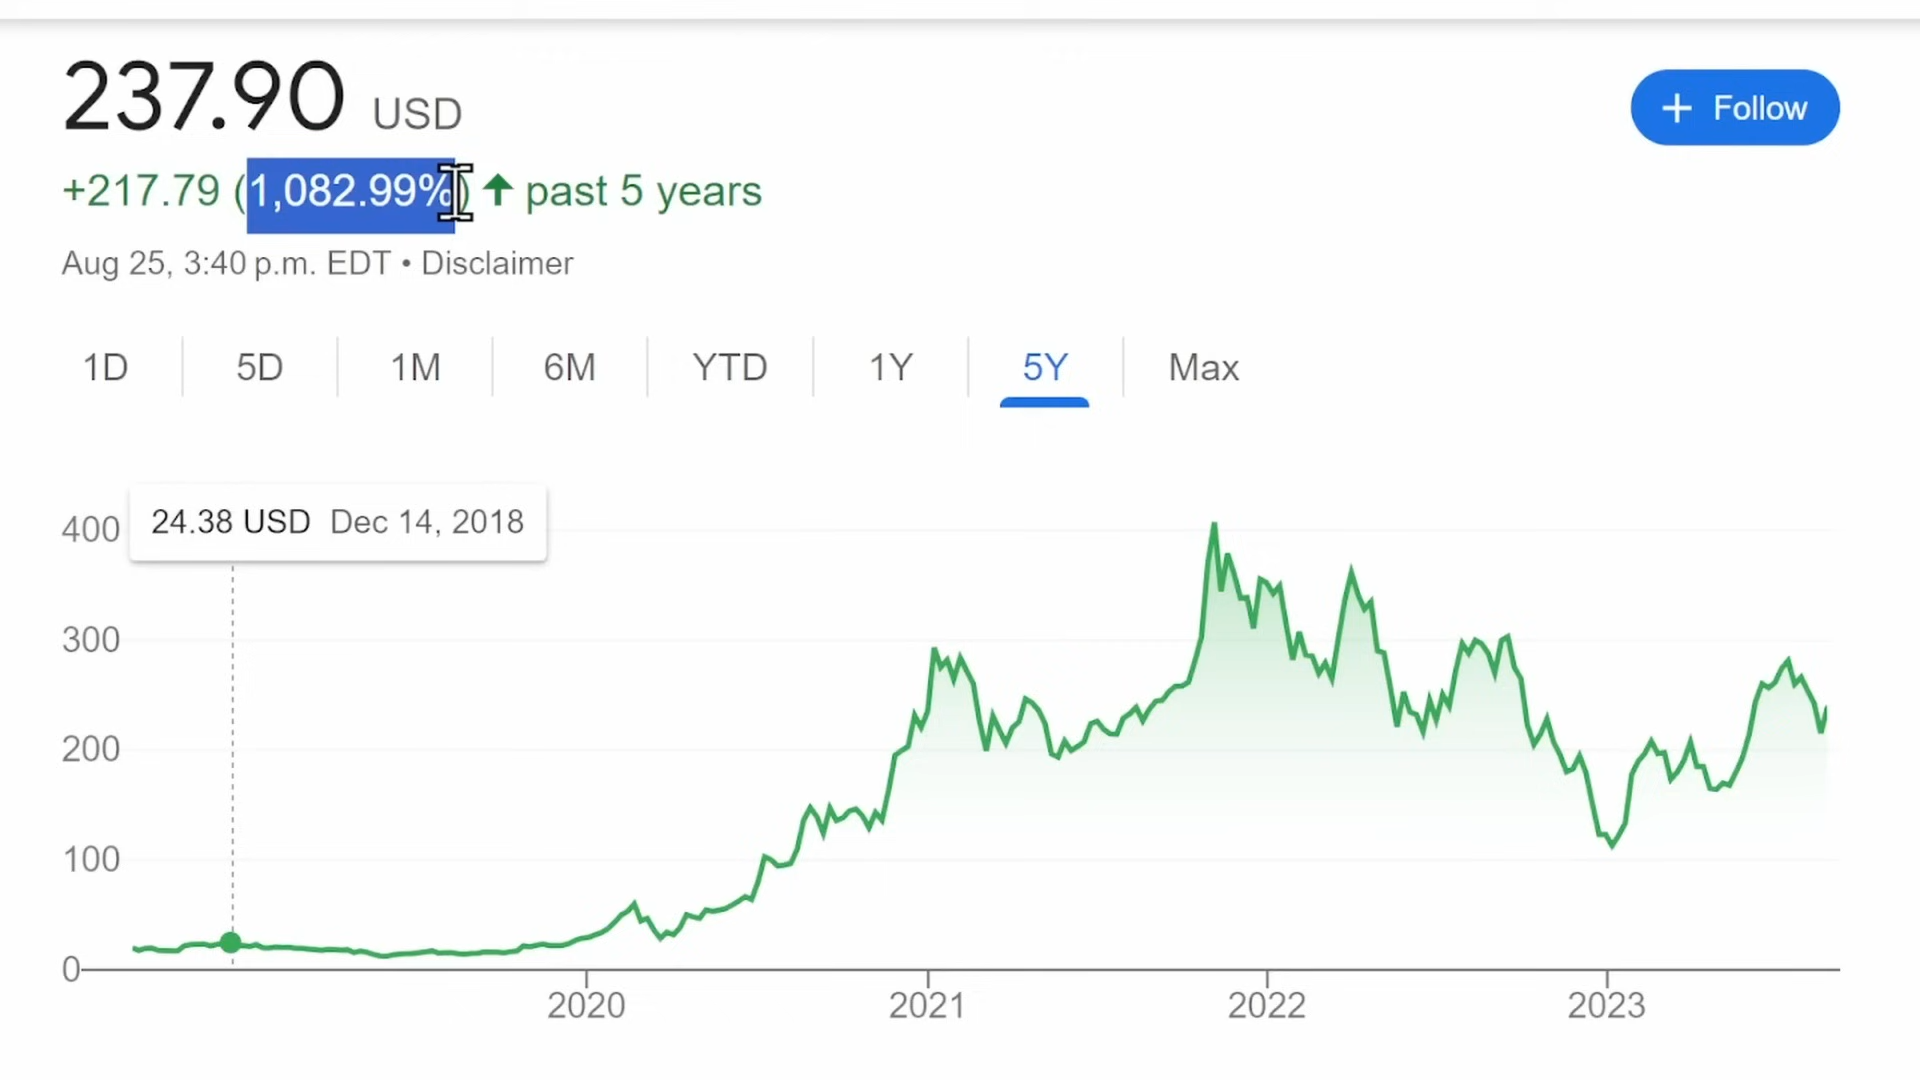 237.90 USD
+ Follow
+217.79 (1,082.99%) ↑ past 5 years
Aug 25, 3:40 p.m. EDT • Disclaimer
1D 5D 1M 6M YTD 1Y 5Y Max
24.38 USD Dec 14, 2018
400
300
200
100
0
2020 2021 2022 2023